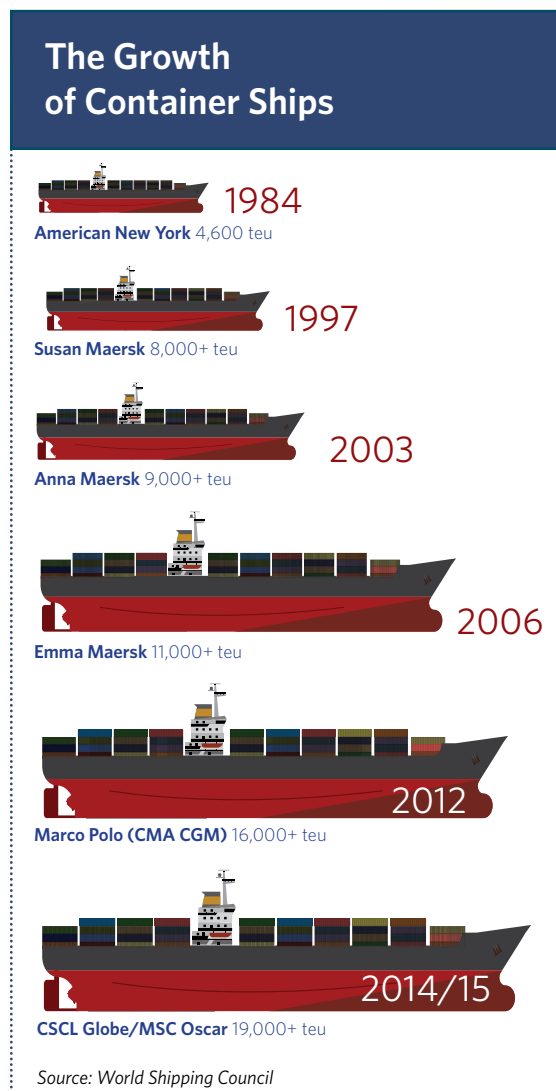 The Growth
of Container Ships
1984
American New York 4,600 teu
1997
Susan Maersk 8,000+ teu
2003
Anna Maersk 9,000+ teu
2006
Emma Maersk 11,000+ teu
2012
Marco Polo (CMA CGM) 16,000+ teu
2014/15
CSCL Globe/MSC Oscar 19,000+ teu
Source: World Shipping Council